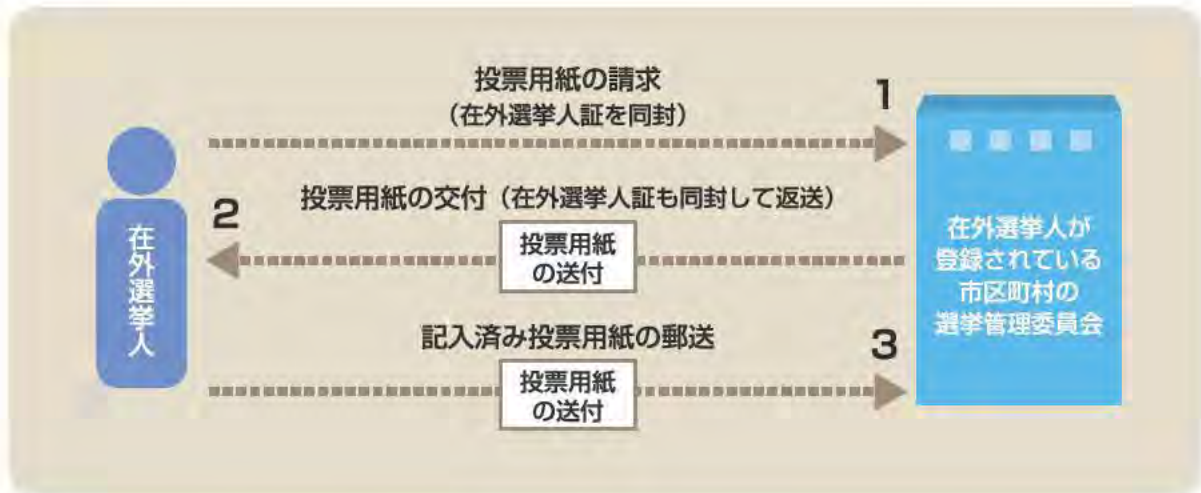 投票用紙の請求
（在外選挙人証を同封）
1
投票用紙の交付（在外選挙人証も同封して返送）
2
投票用紙
の送付
記入済み投票用紙の郵送
3
投票用紙
の送付
在外選挙人
在外選挙人が
登録されている
市区町村の
選挙管理委員会